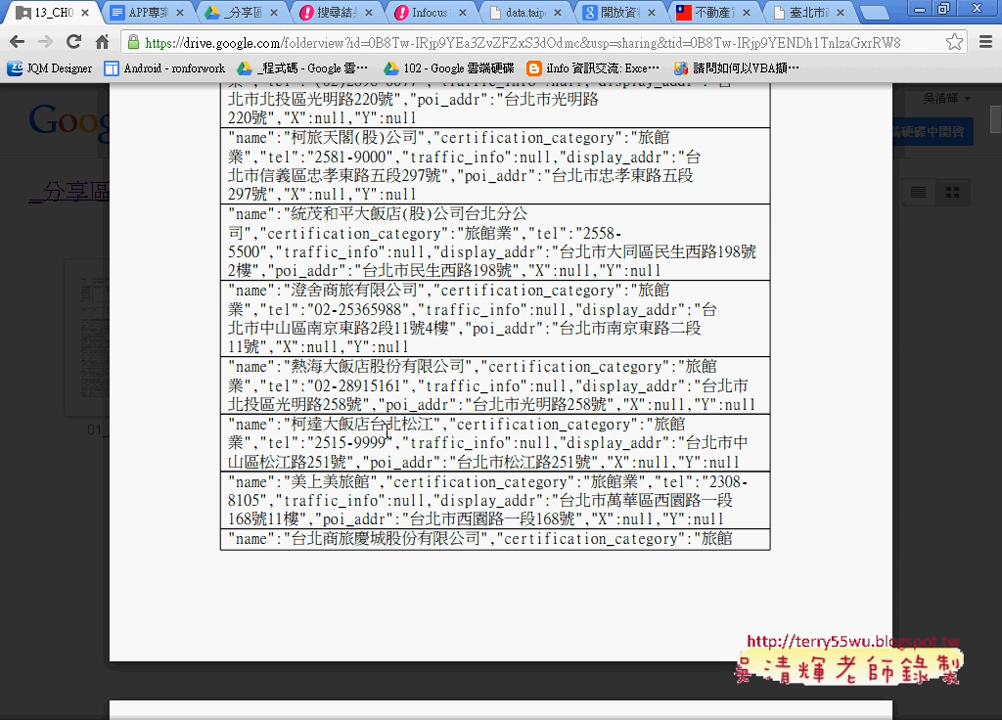 13_CH0
APP專案
_分享區
搜尋結果
Infocus
data.taipe
開放資料
不動產
臺北市政
https://drive.google.com/folderview?id=0B8Tw-IRjp9YEa3ZvZFZxS3dOdmc&usp=sharing&tid=0B8Tw-IRjp9YENDh1TnlzaGxrRW8
JQM Designer
Android - ronforwork
_程式碼 - Google 雲…
102 - Google 雲端硬碟
iInfo 資訊交流: Exce…
請問如何以VBA擷…
吳清輝
Goo
硬碟中開啟
_分享區
01_
北市北投區光明路220號","poi_addr":"台北市光明路
220號","X":null,"Y":null
"name":"柯旅天閣(股)公司","certification_category":"旅館
業","tel":"2581-9000","traffic_info":null,"display_addr":"台
北市信義區忠孝東路五段297號","poi_addr":"台北市忠孝東路五段
297號","X":null,"Y":null
"name":"統茂和平大飯店(股)公司台北分公
司","certification_category":"旅館業","tel":"2558-
5500","traffic_info":null,"display_addr":"台北市大同區民生西路198號
2樓","poi_addr":"台北市民生西路198號","X":null,"Y":null
"name":"澄舍商旅有限公司","certification_category":"旅館
業","tel":"02-25365988","traffic_info":null,"display_addr":"台
北市中山區南京東路2段11號4樓","poi_addr":"台北市南京東路二段
11號","X":null,"Y":null
"name":"熱海大飯店股份有限公司","certification_category":"旅館
業","tel":"02-28915161","traffic_info":null,"display_addr":"台北市
北投區光明路258號","poi_addr":"台北市光明路258號","X":null,"Y":null
"name":"柯達大飯店台北松江","certification_category":"旅館
業","tel":"2515-9999","traffic_info":null,"display_addr":"台北市中
山區松江路251號","poi_addr":"台北市松江路251號","X":null,"Y":null
"name":"美上美旅館","certification_category":"旅館業","tel":"2308-
8105","traffic_info":null,"display_addr":"台北市萬華區西園路一段
168號11樓","poi_addr":"台北市西園路一段168號","X":null,"Y":null
"name":"台北商旅慶城股份有限公司","certification_category":"旅館
http://terry55wu.blogspot.tw
吳清輝老師錄製